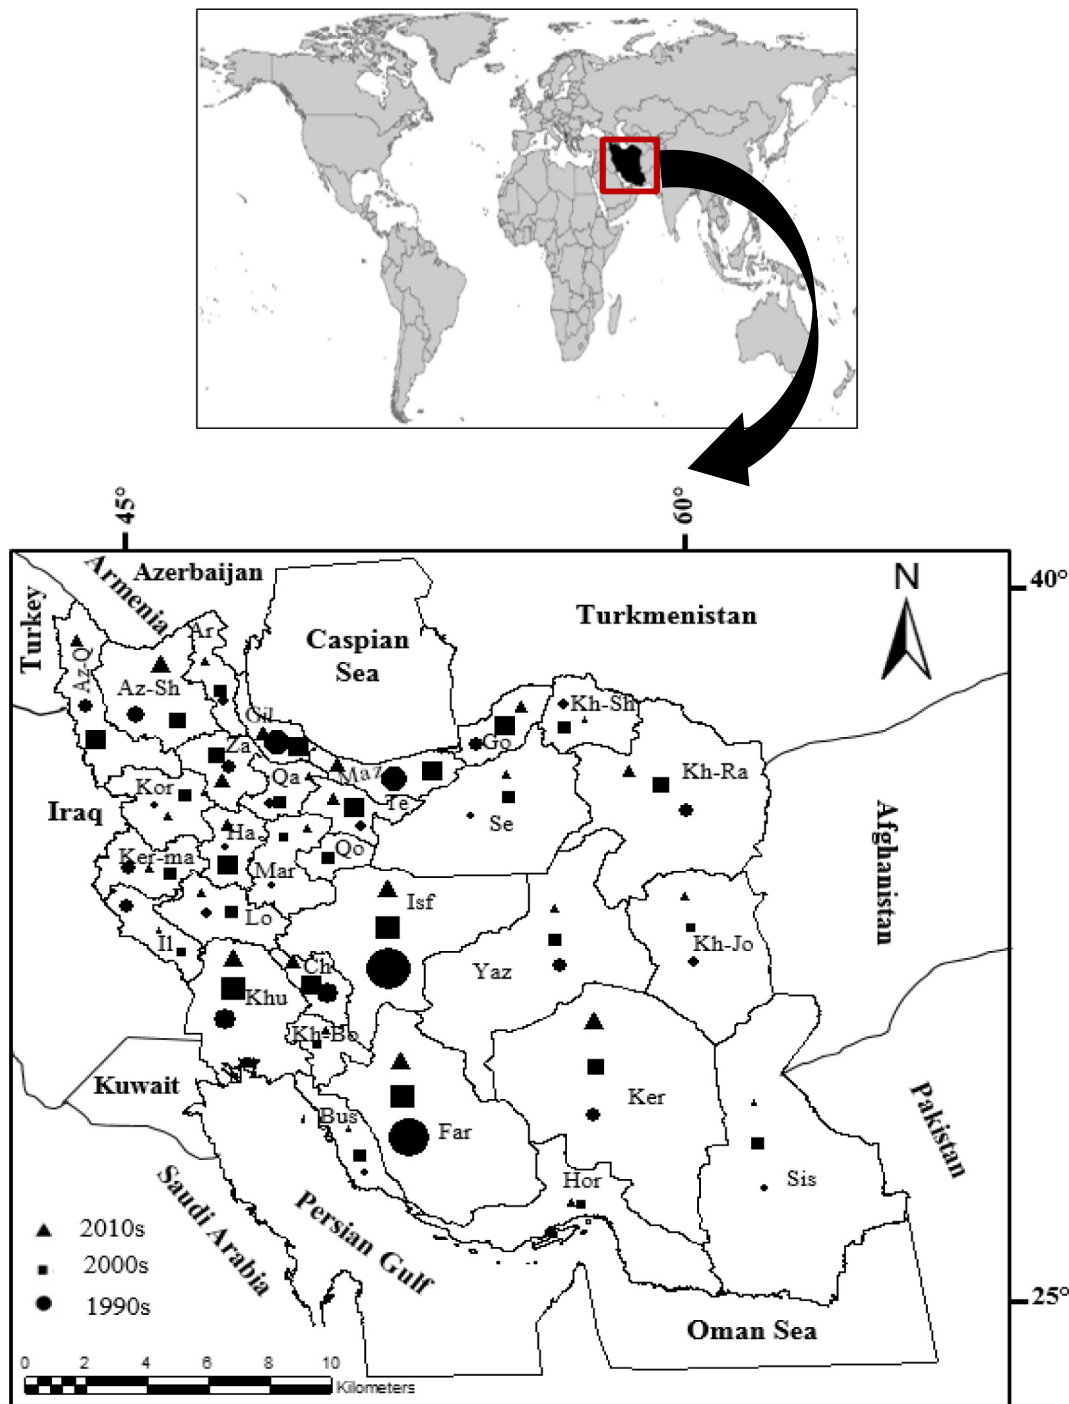 45°
60°
Azerbaijan
Armenia
Turkey
40°
N
Turkmenistan
Caspian
Sea
Ar
Az-Q
Az-Sh
Gil
Kh-Sh
Go
Za
Maz
Kh-Ra
Qa
Kor
Te
Iraq
Se
Ha
Qo
Ker-ma
Mar
Afghanistan
Isf
Lo
Il
Kh-Jo
Ch
Yaz
Khu
Kh-Bo
Kuwait
Ker
Bus
Far
Pakistan
Hor
Sis
Saudi Arabia
Persian Gulf
2010s
2000s
1990s
25°
Oman Sea
0 2 4 6 8 10
Kilometers